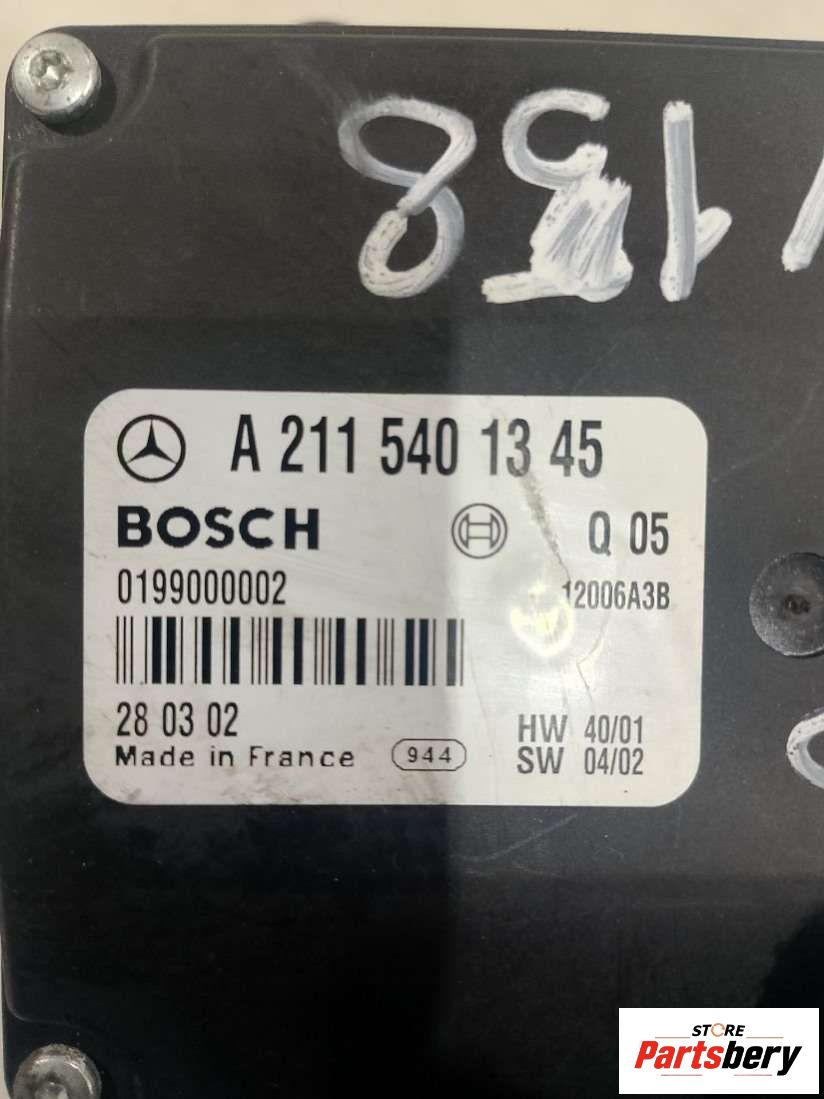 A 211 540 13 45
BOSCH
Q 05
0199000002
12006A3B
28 03 02
HW 40/01
Made in France
944
SW 04/02
STORE
Partsbery